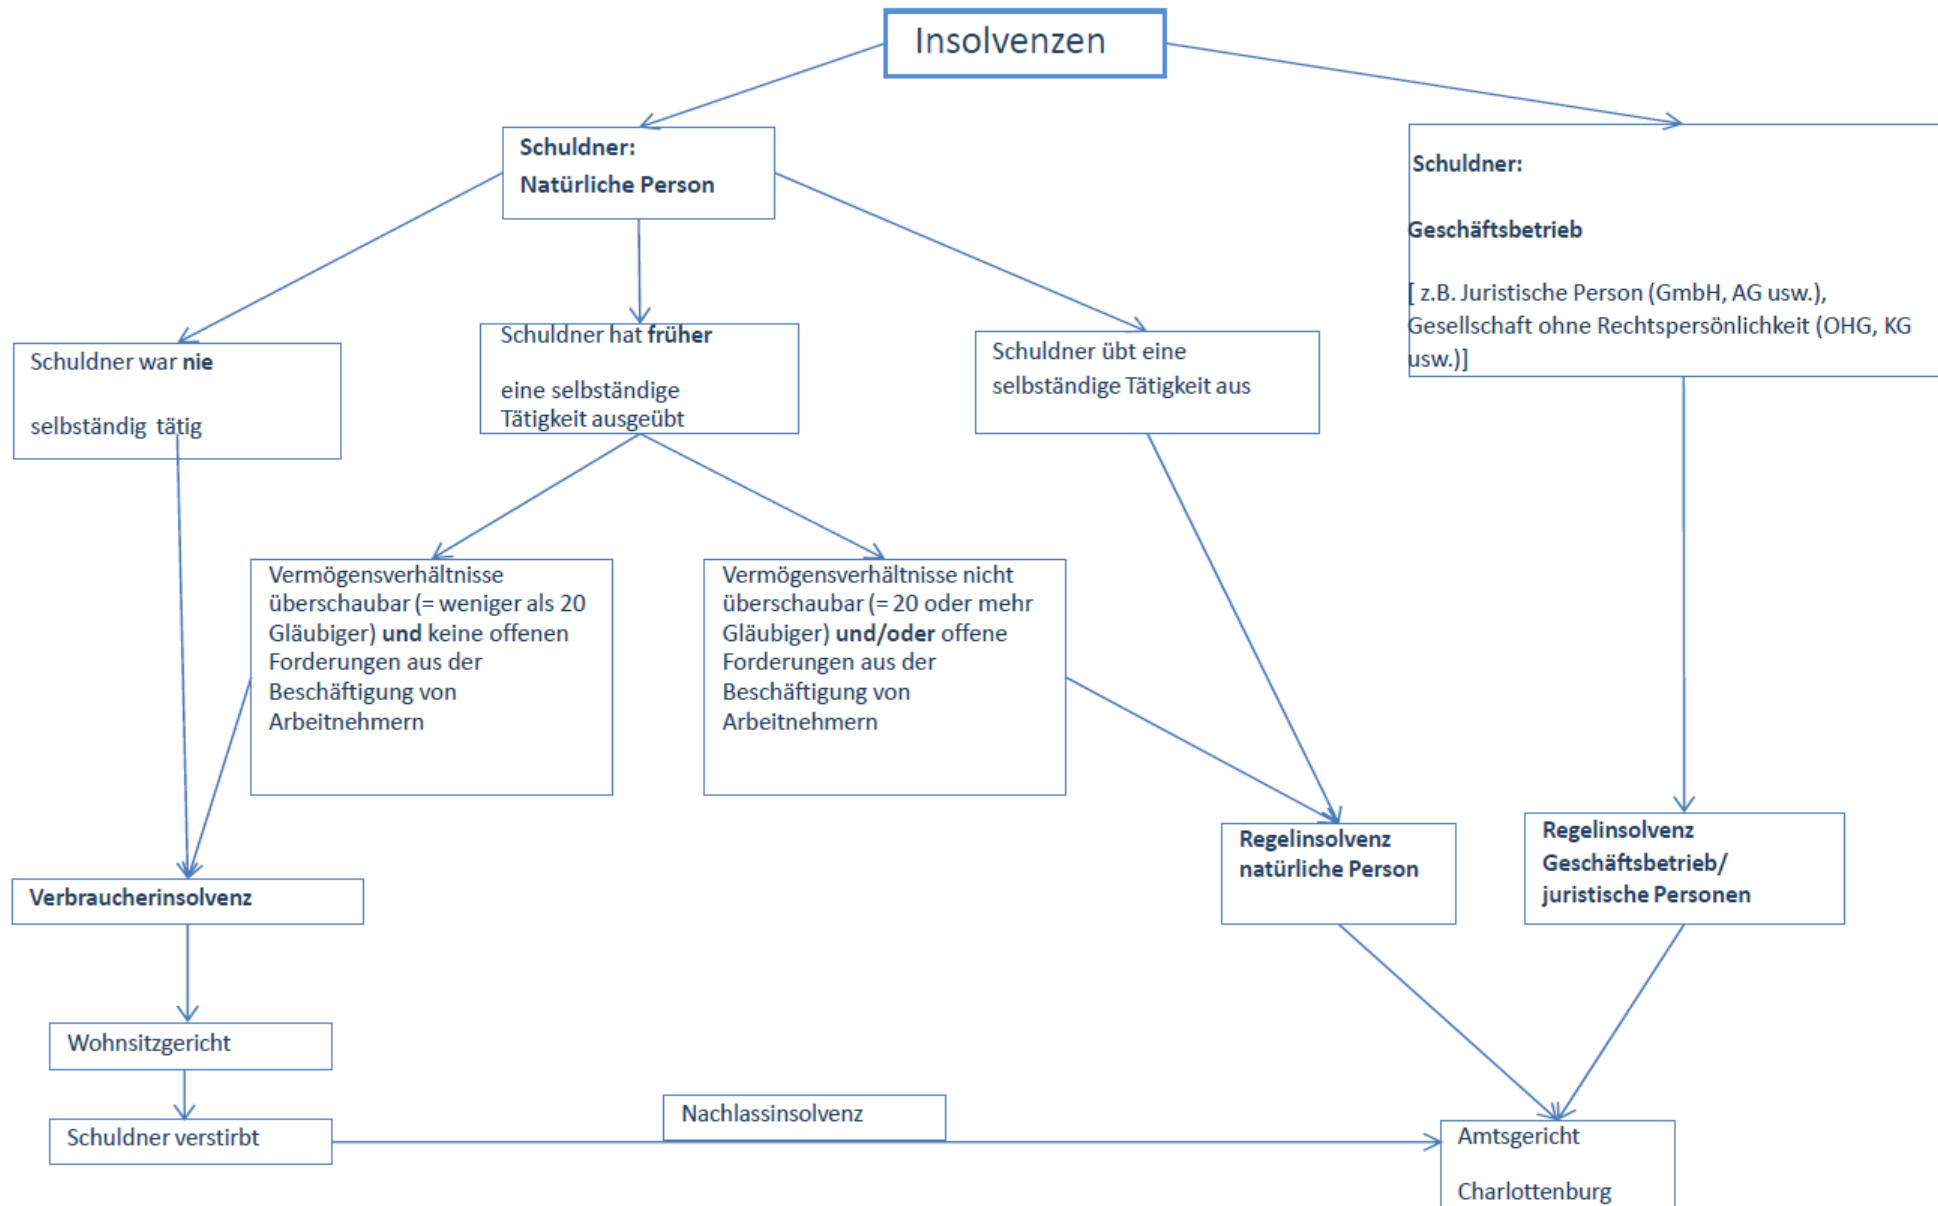 Insolvenzen
Schuldner:
Natürliche Person
Schuldner:
Geschäftsbetrieb
[ z.B. Juristische Person (GmbH, AG usw.),
Gesellschaft ohne Rechtspersönlichkeit (OHG, KG
usw.)]
Schuldner war nie
selbständig tätig
Schuldner hat früher
eine selbständige
Tätigkeit ausgeübt
Schuldner übt eine
selbständige Tätigkeit aus
Vermögensverhältnisse
überschaubar (= weniger als 20
Gläubiger) und keine offenen
Forderungen aus der
Beschäftigung von
Arbeitnehmern
Vermögensverhältnisse nicht
überschaubar (= 20 oder mehr
Gläubiger) und/oder offene
Forderungen aus der
Beschäftigung von
Arbeitnehmern
Verbraucherinsolvenz
Regelinsolvenz
natürliche Person
Regelinsolvenz
Geschäftsbetrieb/
juristische Personen
Wohnsitzgericht
Schuldner verstirbt
Nachlassinsolvenz
Amtsgericht
Charlottenburg